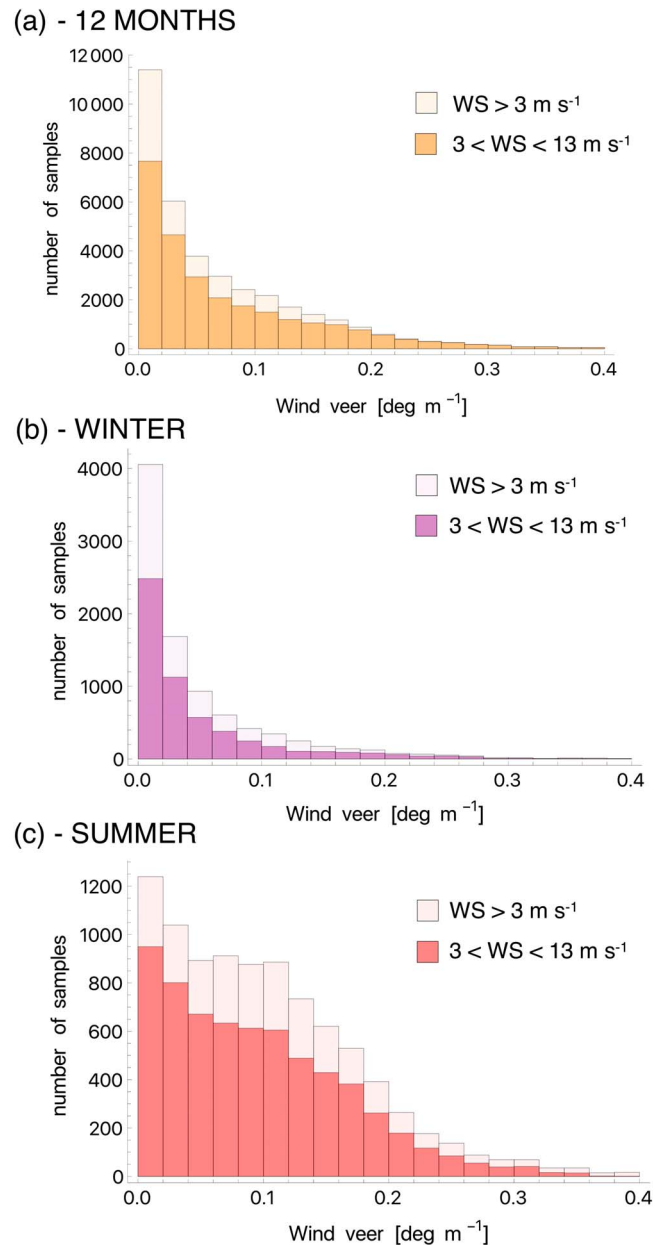 (a) - 12 MONTHS
12 000
10 000
8000
6000
4000
2000
0
number of samples
WS > 3 m s-1
3 < WS < 13 m s-1
0.0 0.1 0.2 0.3 0.4
Wind veer [deg m −1]
(b) - WINTER
4000
3000
2000
1000
0
number of samples
WS > 3 m s-1
3 < WS < 13 m s-1
0.0 0.1 0.2 0.3 0.4
Wind veer [deg m −1]
(c) - SUMMER
1200
1000
800
600
400
200
0
number of samples
WS > 3 m s-1
3 < WS < 13 m s-1
0.0 0.1 0.2 0.3 0.4
Wind veer [deg m −1]